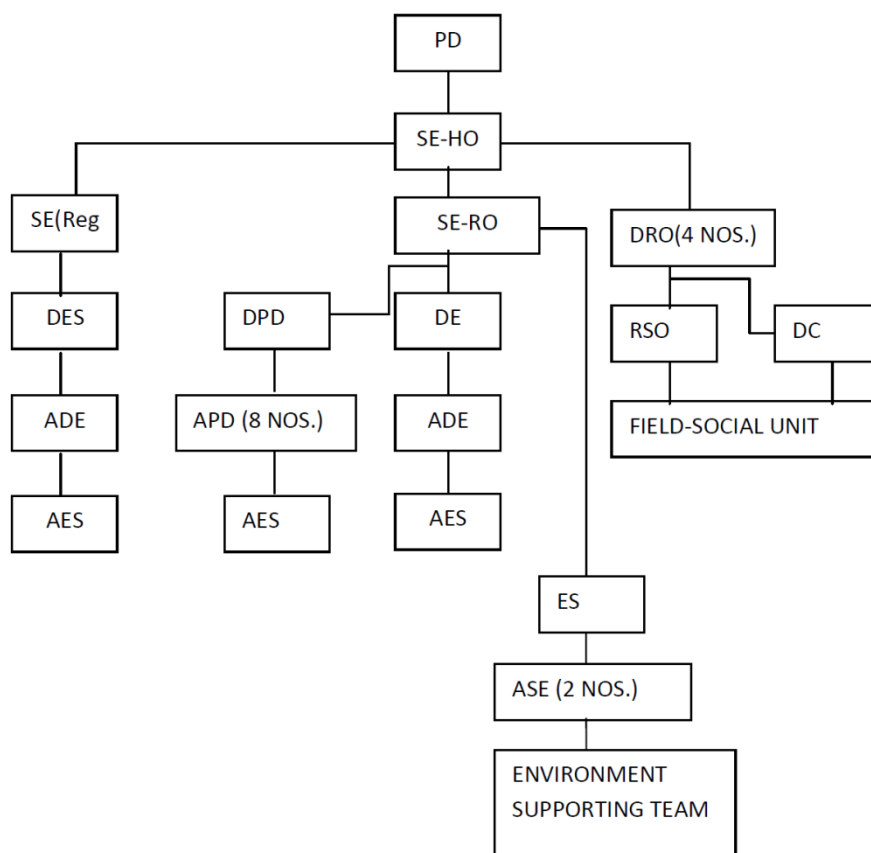 PD
SE-HO
SE(Reg
SE-RO
DRO(4 NOS.)
DES
DPD
DE
RSO
DC
ADE
APD (8 NOS.)
ADE
FIELD-SOCIAL UNIT
AES
AES
AES
ES
ASE (2 NOS.)
ENVIRONMENT
SUPPORTING TEAM